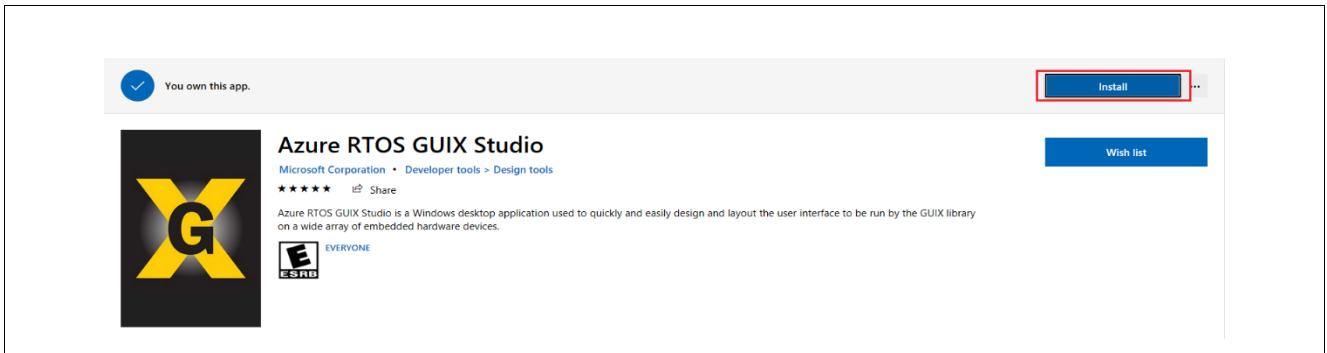 You own this app.
Install
...
Azure RTOS GUIX Studio
Microsoft Corporation • Developer tools > Design tools
Wish list
★★★★★ Share
Azure RTOS GUIX Studio is a Windows desktop application used to quickly and easily design and layout the user interface to be run by the GUIX library
on a wide array of embedded hardware devices.
X
G
E
ESRB
EVERYONE